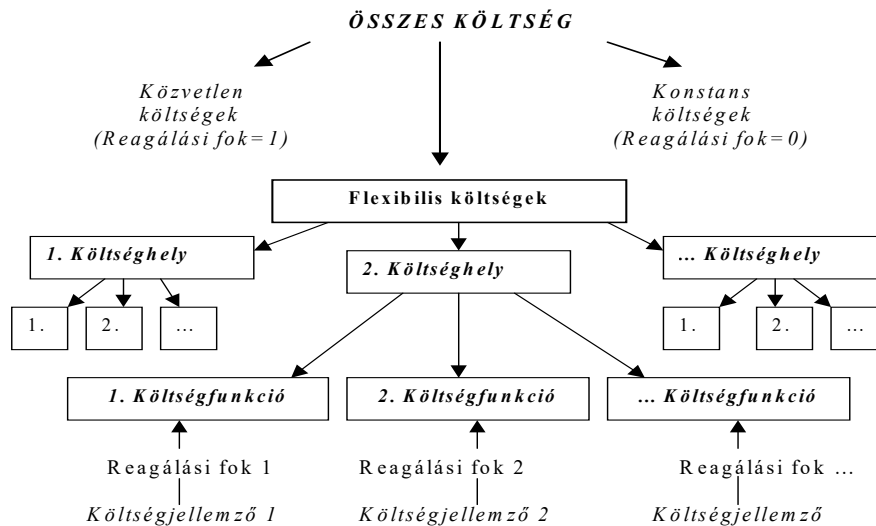 ÖSSZES KÖLTSÉG
Közvetlen
költségek
(Reagálási fok=1)
Konstans
költségek
(Reagálási fok=0)
Flexibilis költségek
1. Költséghely
2. Költséghely
... Költséghely
1.
2.
...
1.
2.
...
1. Költségfunkció
2. Költségfunkció
... Költségfunkció
Reagálási fok 1
Reagálási fok 2
Reagálási fok ...
Költségjellemző 1
Költségjellemző 2
Költségjellemző